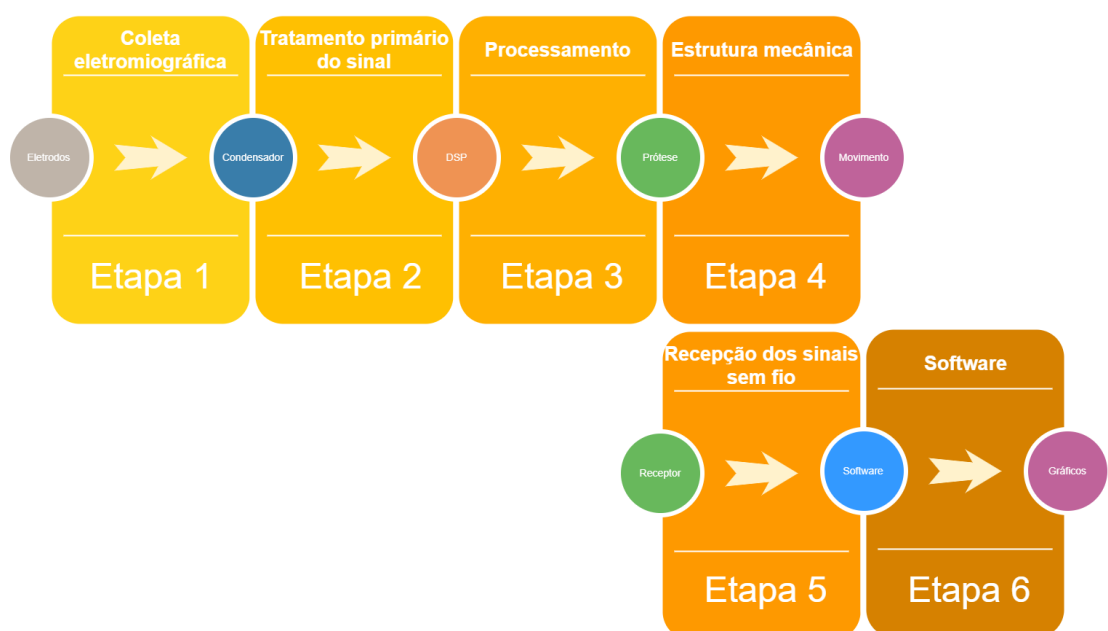 Coleta
eletromiográfica
Tratamento primário
do sinal
Processamento
Estrutura mecânica
Eletrodos
Condensador
DSP
Prótese
Movimento
Etapa 1
Etapa 2
Etapa 3
Etapa 4
Recepção dos sinais
sem fio
Software
Receptor
Software
Gráficos
Etapa 5
Etapa 6